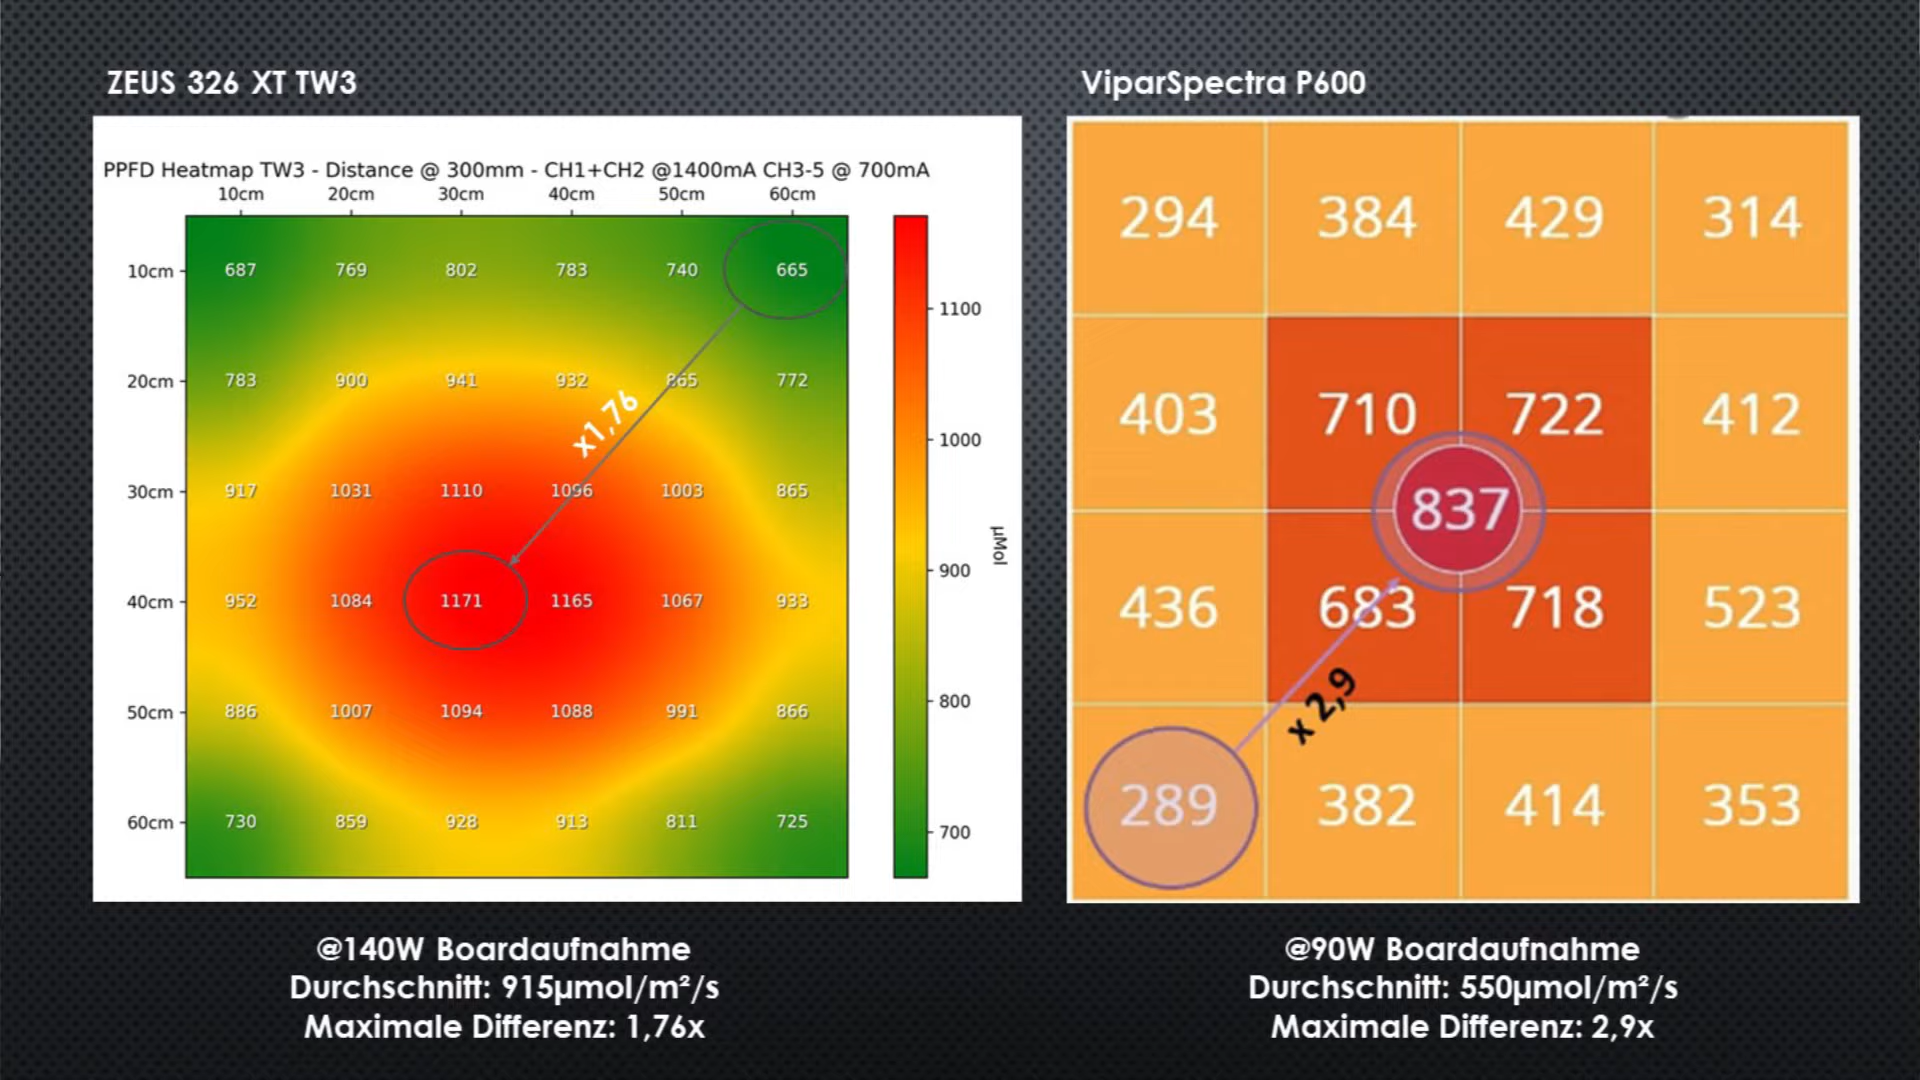 ZEUS 326 XT TW3
PPFD Heatmap TW3 - Distance @ 300mm - CH1+CH2 @1400mA CH3-5 @ 700mA
10cm 20cm 30cm 40cm 50cm 60cm
10cm 687 769 802 783 740 665
1100
20cm 783 900 941 932 865 772
x1,76
1000
30cm 917 1031 1110 1096 1003 865
µMol
900
40cm 952 1084 1171 1165 1067 933
50cm 886 1007 1094 1088 991 866
800
60cm 730 859 928 913 811 725
700
@140W Boardaufnahme
Durchschnitt: 915µmol/m²/s
Maximale Differenz: 1,76x
ViparSpectra P600
294 384 429 314
403 710 722 412
837
436 683 718 523
x 2,9
289 382 414 353
@90W Boardaufnahme
Durchschnitt: 550µmol/m²/s
Maximale Differenz: 2,9x